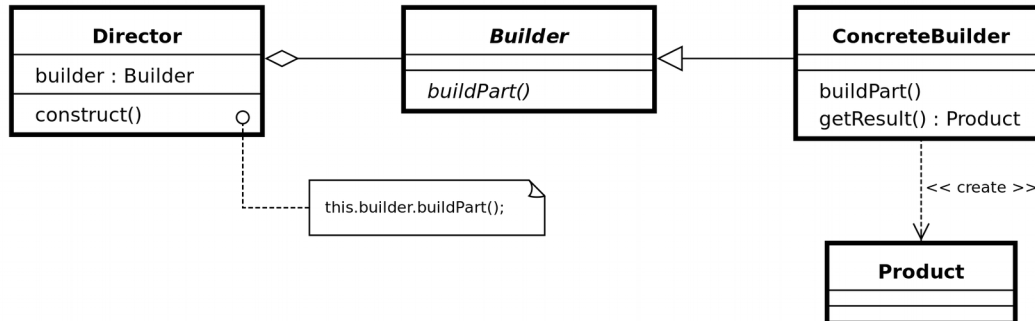 Director
builder : Builder
construct()
Builder
buildPart()
ConcreteBuilder
buildPart()
getResult() : Product
this.builder.buildPart();
<< create >>
Product